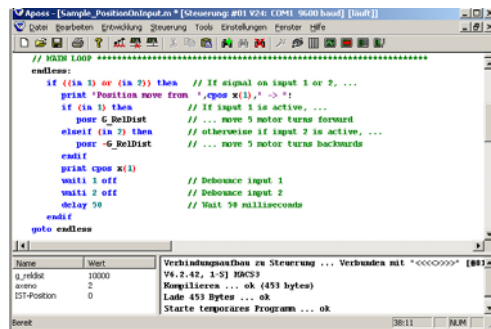 Aposs - [Sample_PositionOnInput.m * [Steuerung: #01 V24: COM1 9600 baud] [läuft]]
Datei Bearbeiten Entwicklung Steuerung Tools Einstellungen Fenster Hilfe
// MAIN LOOP ****************************************************************
endless:
if ((in 1) or (in 2)) then // If signal on input 1 or 2, ...
print "Position move from ",cpos x(1)," -> ";
if (in 1) then // If input 1 is active, ...
posr G_RelDist // ... move 5 motor turns forward
elseif (in 2) then // otherweise if input 2 is active, ...
posr -G_RelDist // ... move 5 motor turns backwards
endif
print cpos x(1)
waiti 1 off // Debounce input 1
waiti 2 off // Debounce input 2
delay 50 // Wait 50 milliseconds
endif
goto endless
Name Wert
g_reldist 10000
axeno 2
IST-Position 0
Verbindungsaufbau zu Steuerung ... Verbunden mit "<<<<>>>>" [#01
V6.2.42, 1-S] MACS3
Kompilieren ... ok (453 bytes)
Lade 453 Bytes ... ok
Starte temporäres Programm ... ok
Bereit 38:11 NUM